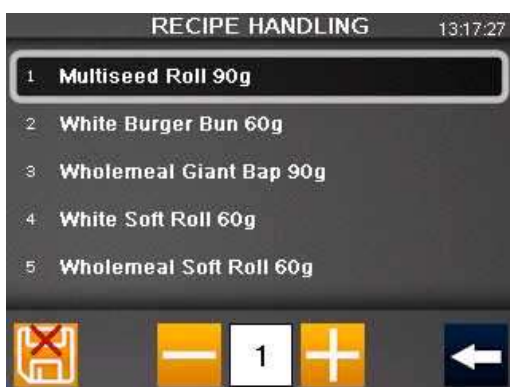 RECIPE HANDLING 13:17:27
1 Multiseed Roll 90g
2 White Burger Bun 60g
3 Wholemeal Giant Bap 90g
4 White Soft Roll 60g
5 Wholemeal Soft Roll 60g
1